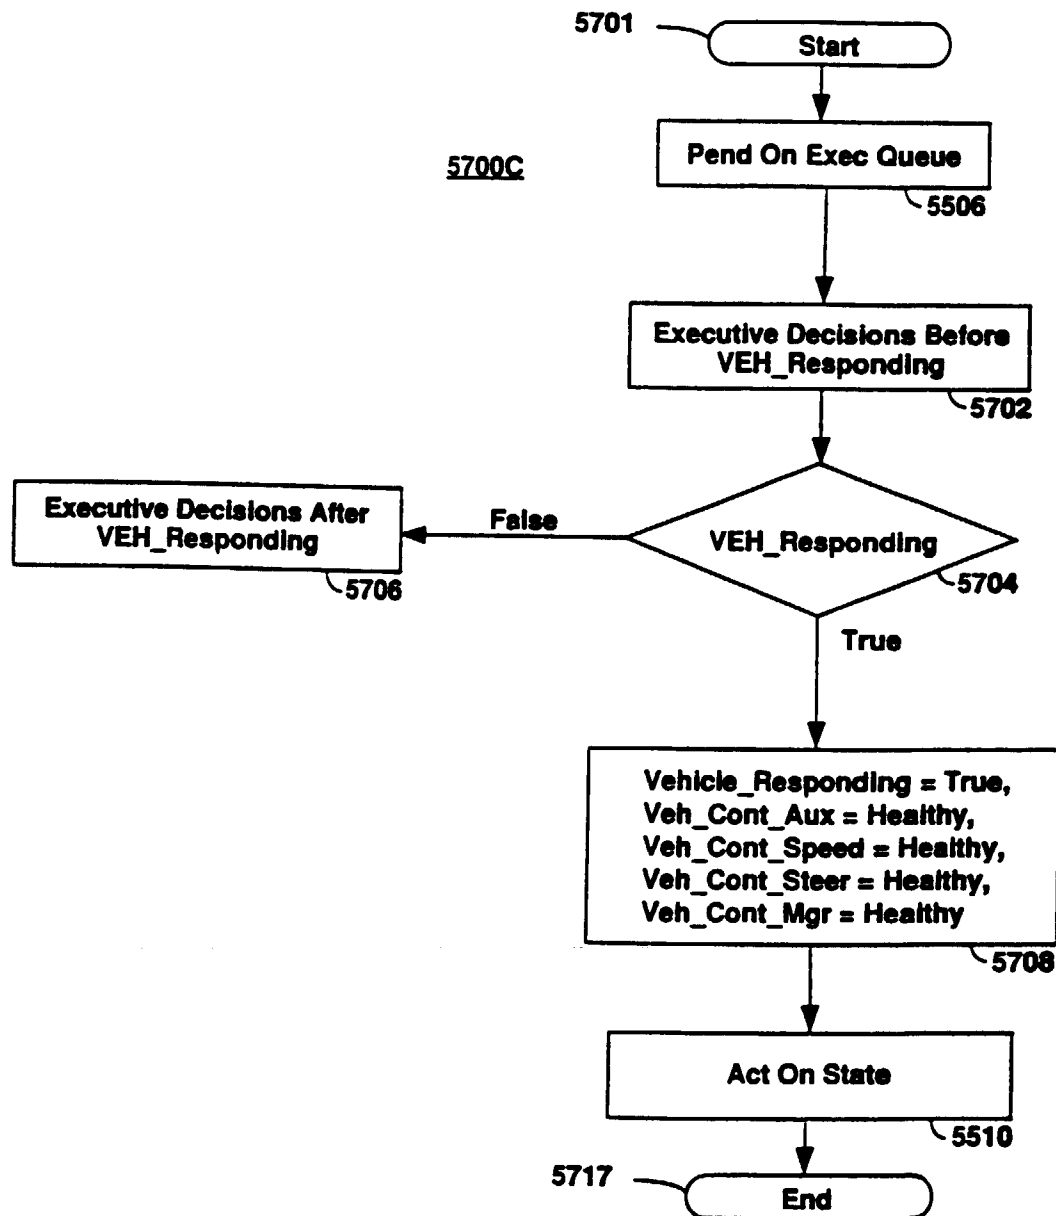 5701
Start
5700C
Pend On Exec Queue
5506
Executive Decisions Before
VEH_Responding
5702
Executive Decisions After
VEH_Responding
5706
False
VEH_Responding
5704
True
Vehicle_Responding = True,
Veh_Cont_Aux = Healthy,
Veh_Cont_Speed = Healthy,
Veh_Cont_Steer = Healthy,
Veh_Cont_Mgr = Healthy
5708
Act On State
5510
5717
End